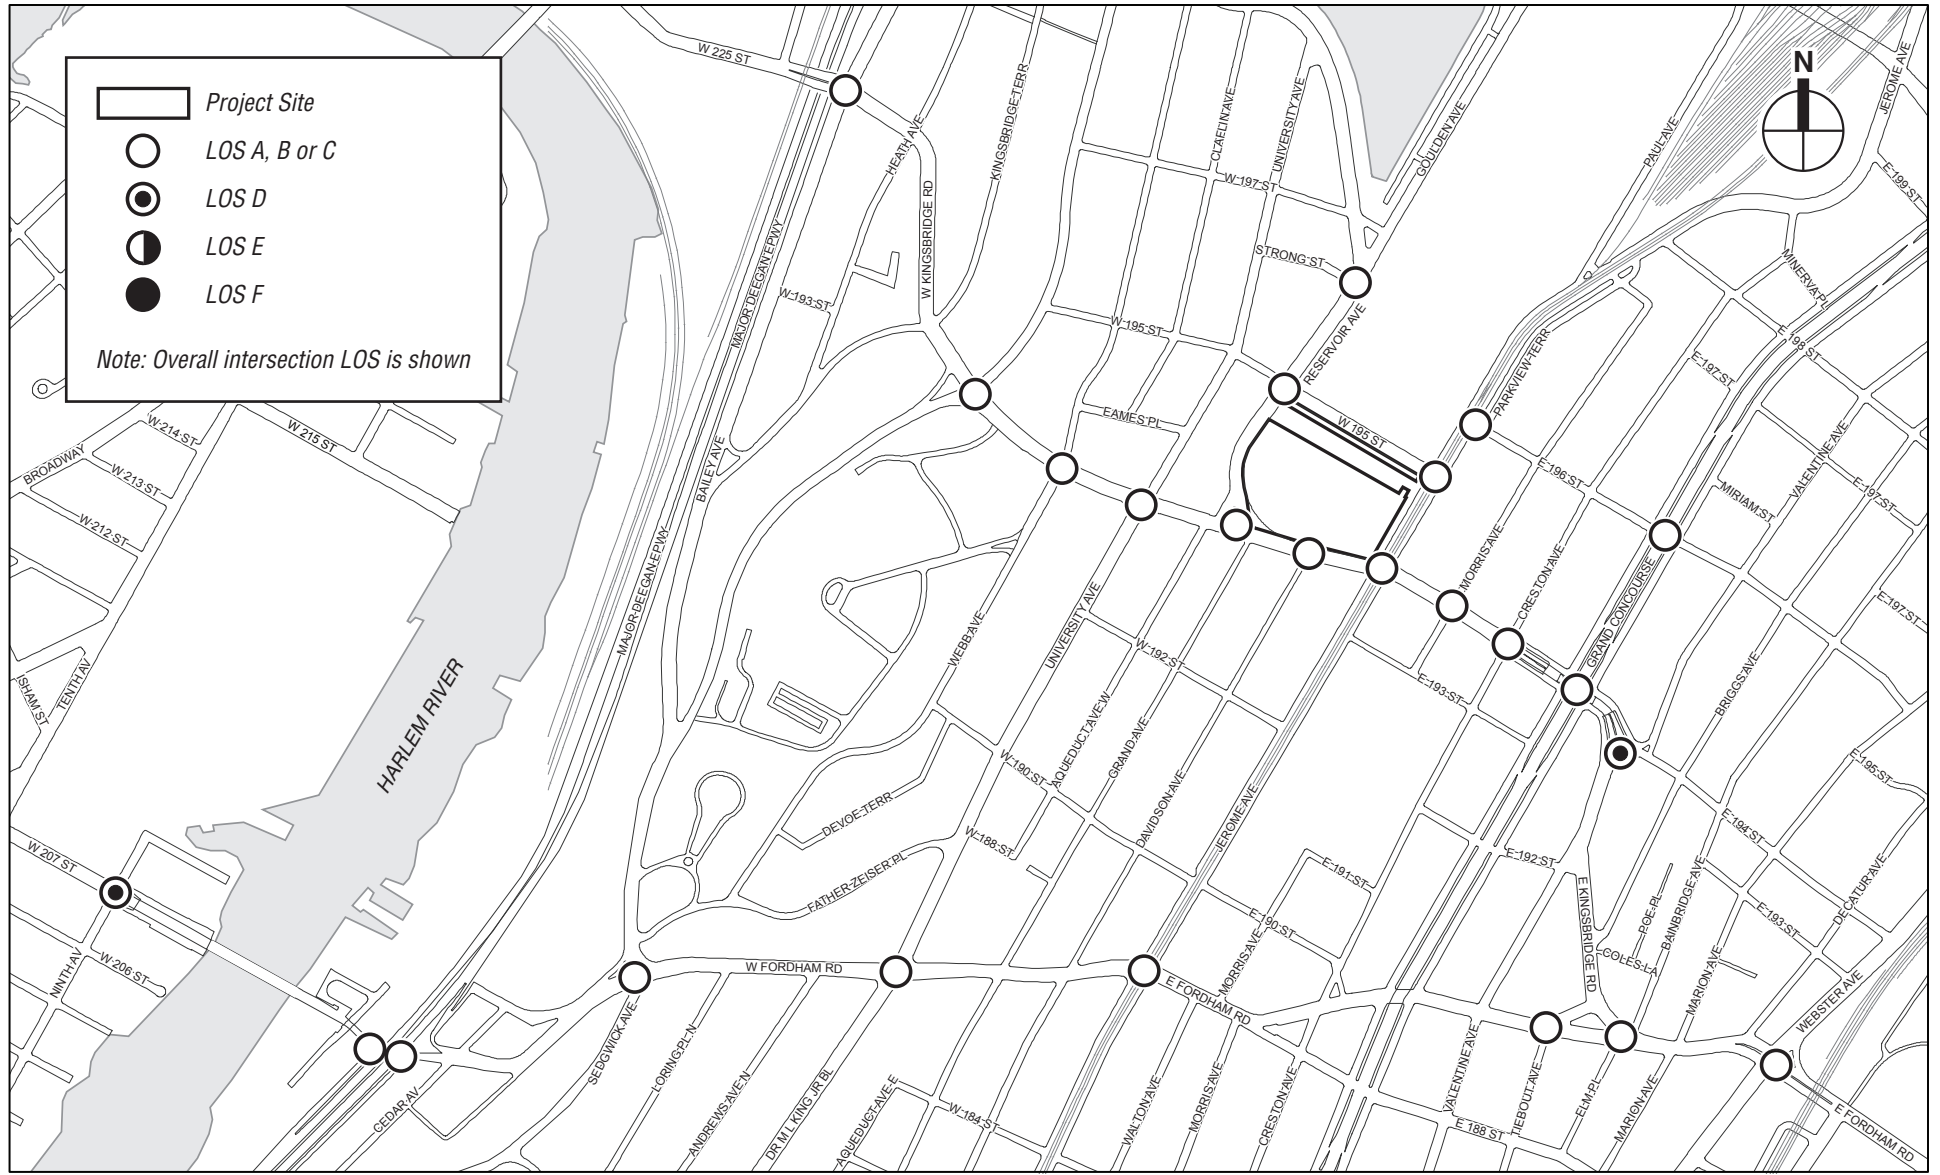 Project Site
LOS A, B or C
LOS D
LOS E
LOS F
Note: Overall intersection LOS is shown
N
W 225 ST
HEATH AVE
KINGSBRIDGE TERR
W KINGSBRIDGE RD
CLAFLIN AVE
UNIVERSITY AVE
W 197 ST
GOULDEN AVE
PAUL AVE
JEROME AVE
E 199 ST
MINERVA PL
E 198 ST
STRONG ST
RESERVOIR AVE
W 193 ST
MAJOR DEEGAN EPWY
W 195 ST
EAMES PL
W 195 ST
PARKVIEW TERR
E 197 ST
E 196 ST
VALENTINE AVE
MIRIAM ST
E 197 ST
E 197 ST
W 214 ST
W 215 ST
BROADWAY
W 213 ST
W 212 ST
BAILEY AVE
MAJOR DEEGAN EPWY
MORRIS AVE
CRESTON AVE
GRAND CONCOURSE
WEBB AVE
UNIVERSITY AVE
W 192 ST
E 193 ST
BRIGGS AVE
ISHAM ST
TENTH AV
HARLEM RIVER
W 190 ST
AQUEDUCT AVE W
GRAND AVE
DAVIDSON AVE
JEROME AVE
E 195 ST
DEVOE TERR
W 188 ST
E 194 ST
E 192 ST
E 191 ST
FATHER ZEISER PL
W 207 ST
E 190 ST
E KINGSBRIDGE RD
POE PL
BAINBRIDGE AVE
DECATUR AVE
E 193 ST
COLES LA
MORRIS AVE
MARION AVE
WEBSTER AVE
NINTH AV
W 206 ST
W FORDHAM RD
E FORDHAM RD
SEDGWICK AVE
LORING PL N
ANDREWS AVE N
DR M L KING JR BL
AQUEDUCT AVE E
W 184 ST
WALTON AVE
MORRIS AVE
CRESTON AVE
VALENTINE AVE
TIEBOUT AVE
ELM PL
MARION AVE
E 188 ST
E FORDHAM RD
CEDAR AV